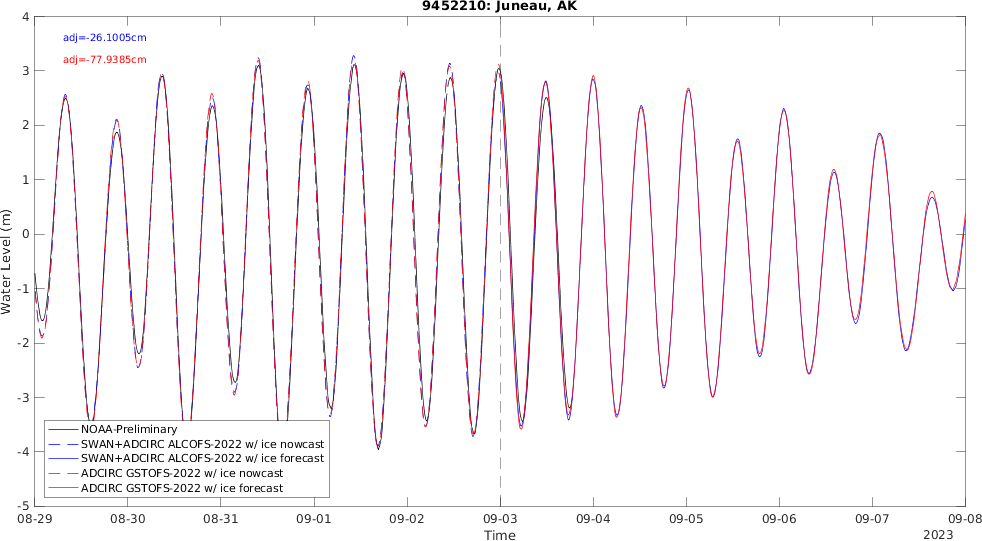 9452210: Juneau, AK
adj=-26.1005cm
adj=-77.9385cm
Water Level (m)
4
3
2
1
0
-1
-2
-3
-4
-5
NOAA-Preliminary
SWAN+ADCIRC ALCOFS-2022 w/ ice nowcast
SWAN+ADCIRC ALCOFS-2022 w/ ice forecast
ADCIRC GSTOFS-2022 w/ ice nowcast
ADCIRC GSTOFS-2022 w/ ice forecast
08-29 08-30 08-31 09-01 09-02 09-03 09-04 09-05 09-06 09-07 09-08
Time
2023